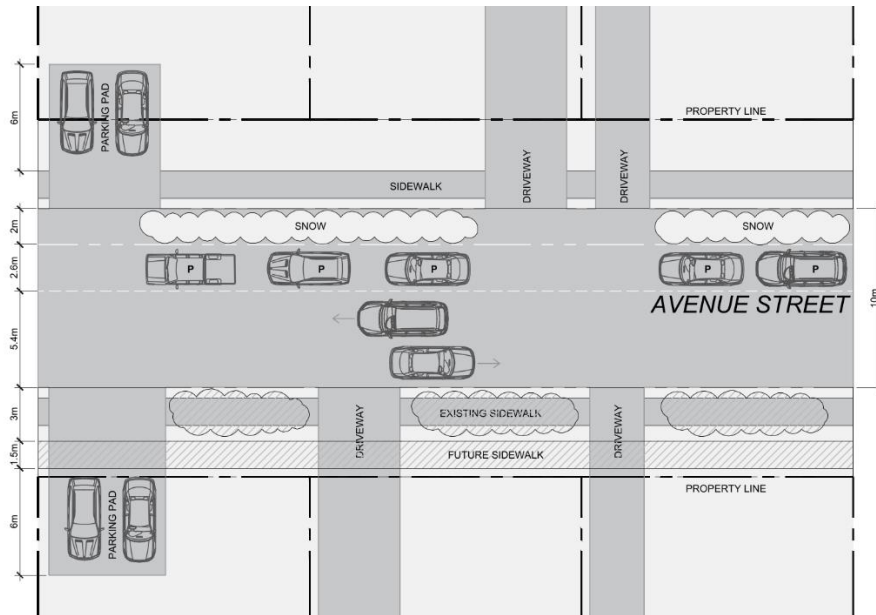 6m
PARKING PAD
PROPERTY LINE
DRIVEWAY
DRIVEWAY
SIDEWALK
2m
SNOW
SNOW
2.6m
P
P
P
P
P
AVENUE STREET
10m
5.4m
3m
EXISTING SIDEWALK
DRIVEWAY
DRIVEWAY
1.5m
FUTURE SIDEWALK
PROPERTY LINE
6m
PARKING PAD